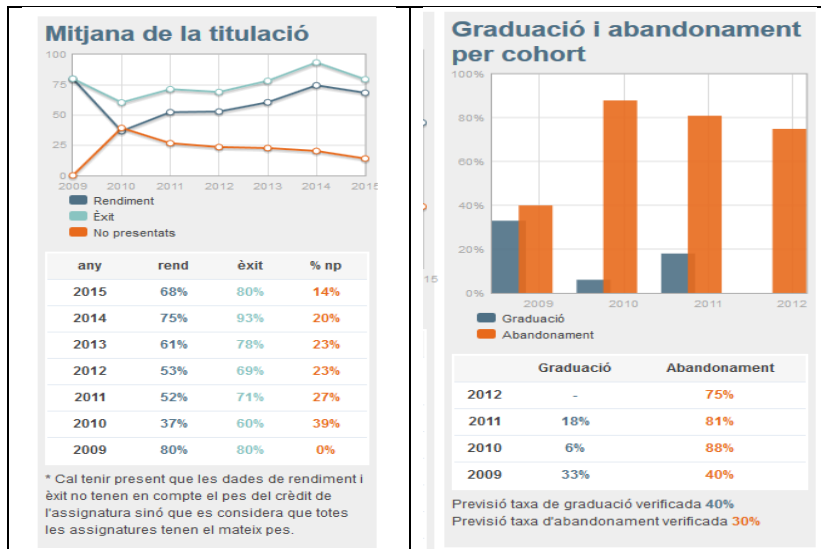 Mitjana de la titulació
100
75
50
25
0
2009 2010 2011 2012 2013 2014 2015
Rendiment
Èxit
No presentats
any rend èxit % np
2015 68% 80% 14%
2014 75% 93% 20%
2013 61% 78% 23%
2012 53% 69% 23%
2011 52% 71% 27%
2010 37% 60% 39%
2009 80% 80% 0%
* Cal tenir present que les dades de rendiment i
èxit no tenen en compte el pes del crèdit de
l'assignatura sinó que es considera que totes
les assignatures tenen el mateix pes.
15
Graduació i abandonament
per cohort
100%
80%
60%
40%
20%
0%
2009 2010 2011 2012
Graduació
Abandonament
Graduació Abandonament
2012 - 75%
2011 18% 81%
2010 6% 88%
2009 33% 40%
Previsió taxa de graduació verificada 40%
Previsió taxa d'abandonament verificada 30%